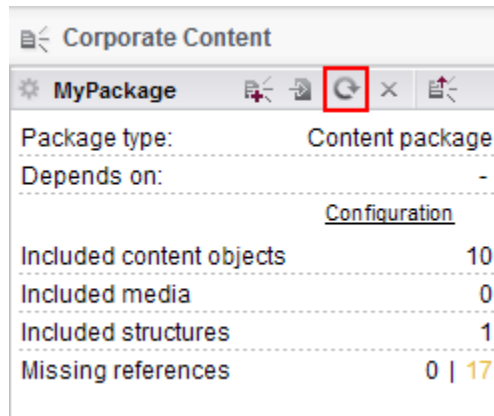 Corporate Content
MyPackage
Package type: Content package
Depends on: -
Configuration
Included content objects 10
Included media 0
Included structures 1
Missing references 0 | 17